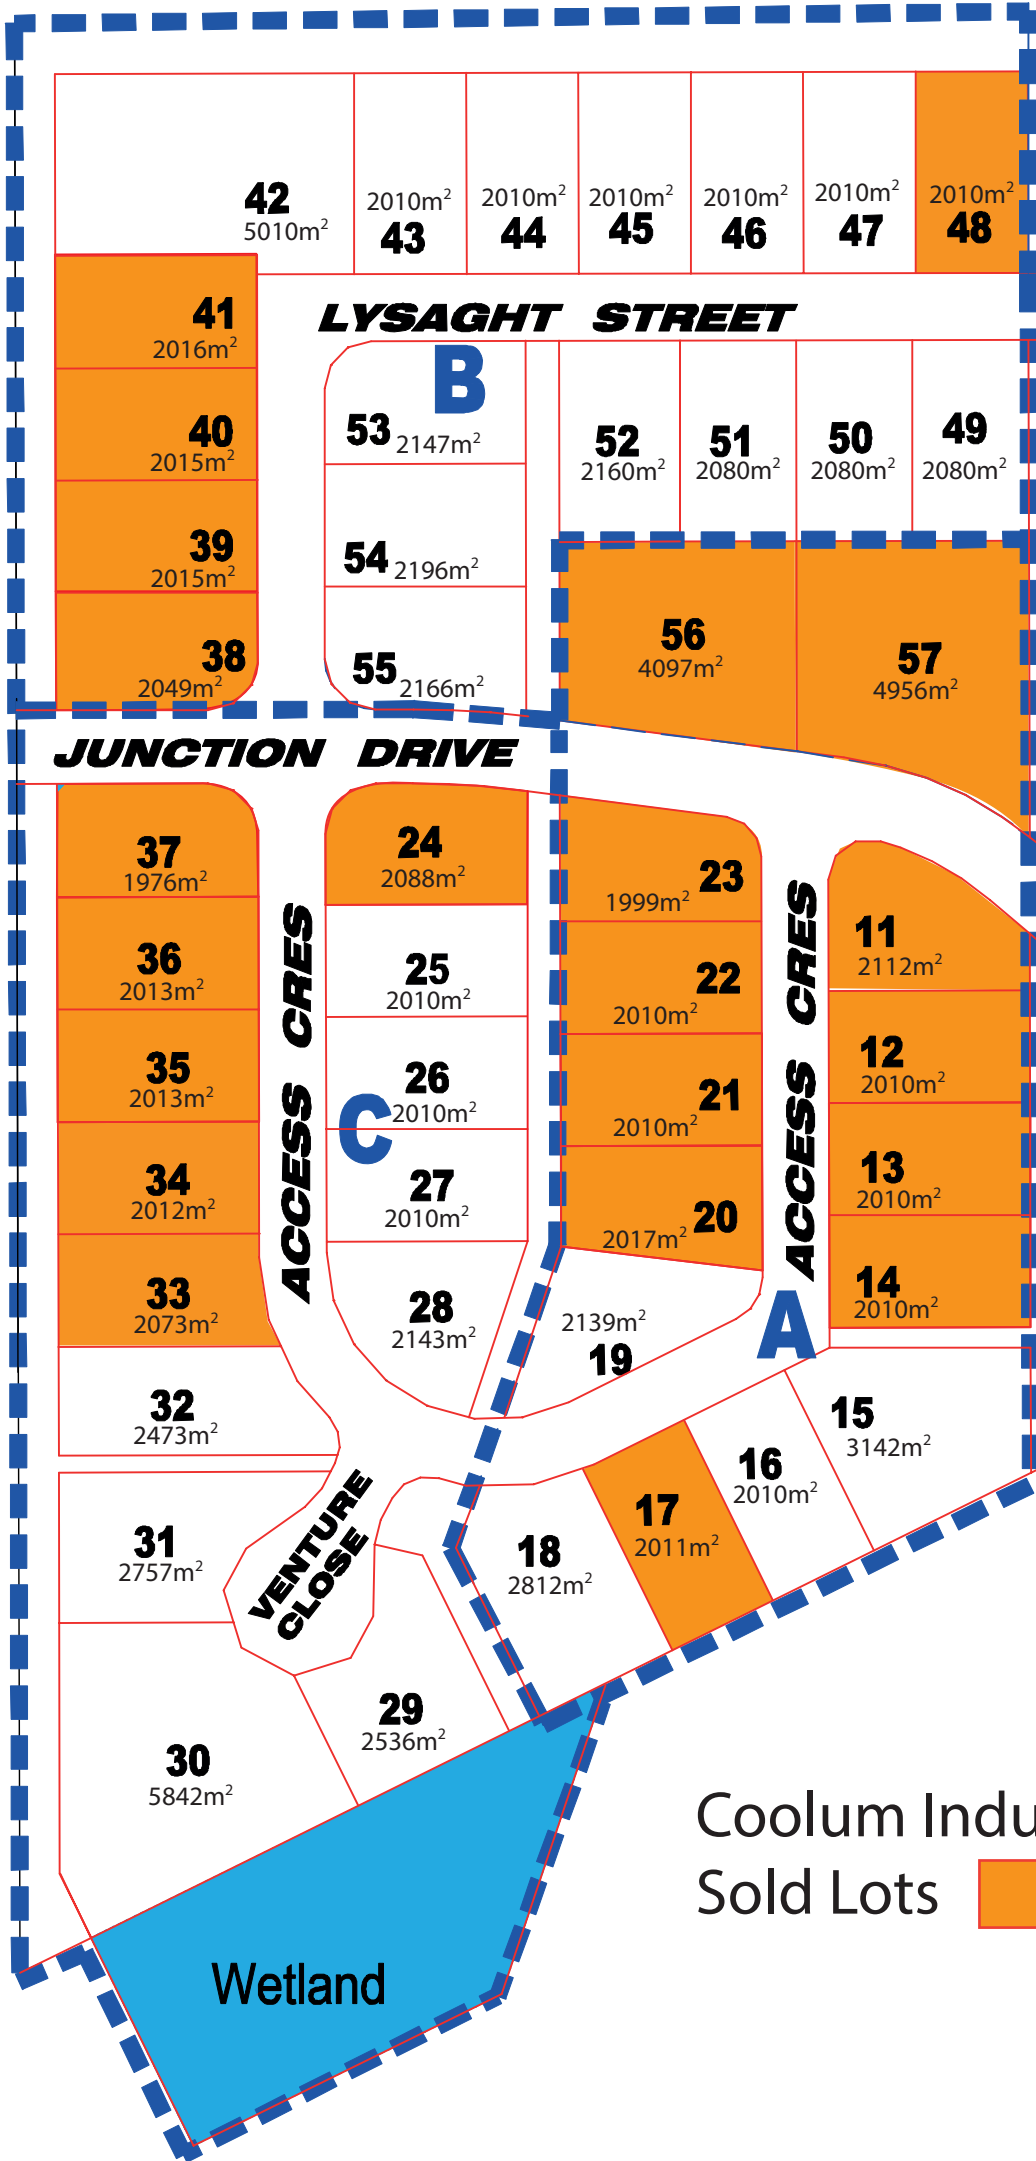 42
5010m²
2010m²
43
2010m²
44
2010m²
45
2010m²
46
2010m²
47
2010m²
48
41
2016m²
LYSAGHT STREET
B
40
2015m²
53 2147m²
52
2160m²
51
2080m²
50
2080m²
49
2080m²
39
2015m²
54 2196m²
38
2049m²
55 2166m²
56
4097m²
57
4956m²
JUNCTION DRIVE
37
1976m²
24
2088m²
1999m² 23
11
2112m²
36
2013m²
ACCESS CRES
25
2010m²
22
2010m²
ACCESS CRES
12
2010m²
35
2013m²
26
2010m²
C
21
2010m²
13
2010m²
34
2012m²
27
2010m²
2017m² 20
14
2010m²
33
2073m²
28
2143m²
2139m²
19
A
32
2473m²
15
3142m²
16
2010m²
17
2011m²
31
2757m²
VENTURE
CLOSE
18
2812m²
29
2536m²
30
5842m²
Coolum Indu
Sold Lots
Wetland